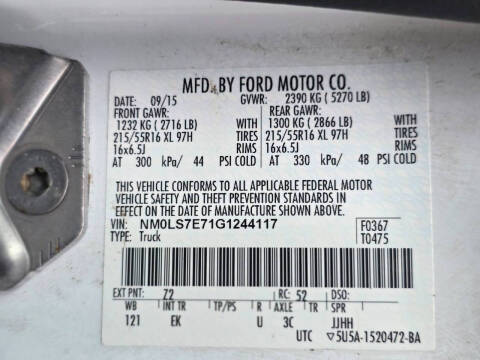 MFD. BY FORD MOTOR CO.
DATE: 09/15 GVWR: 2390 KG ( 5270 LB)
FRONT GAWR: REAR GAWR:
1232 KG ( 2716 LB) WITH 1300 KG ( 2866 LB) WITH
215/55R16 XL 97H TIRES 215/55R16 XL 97H TIRES
16x6.5J RIMS 16x6.5J RIMS
AT 300 kPa/ 44 PSI COLD AT 330 kPa/ 48 PSI COLD
THIS VEHICLE CONFORMS TO ALL APPLICABLE FEDERAL MOTOR
VEHICLE SAFETY AND THEFT PREVENTION STANDARDS IN EFFECT ON THE
DATE OF MANUFACTURE SHOWN ABOVE.
VIN: NM0LS7E71G1244117 F0367
TYPE: Truck T0475
EXT PNT: Z2 RC: 52 DSO:
WB INT TR TP/PS R AXLE TR SPR
121 EK U 3C JJHH
UTC ▽5U5A-1520472-BA